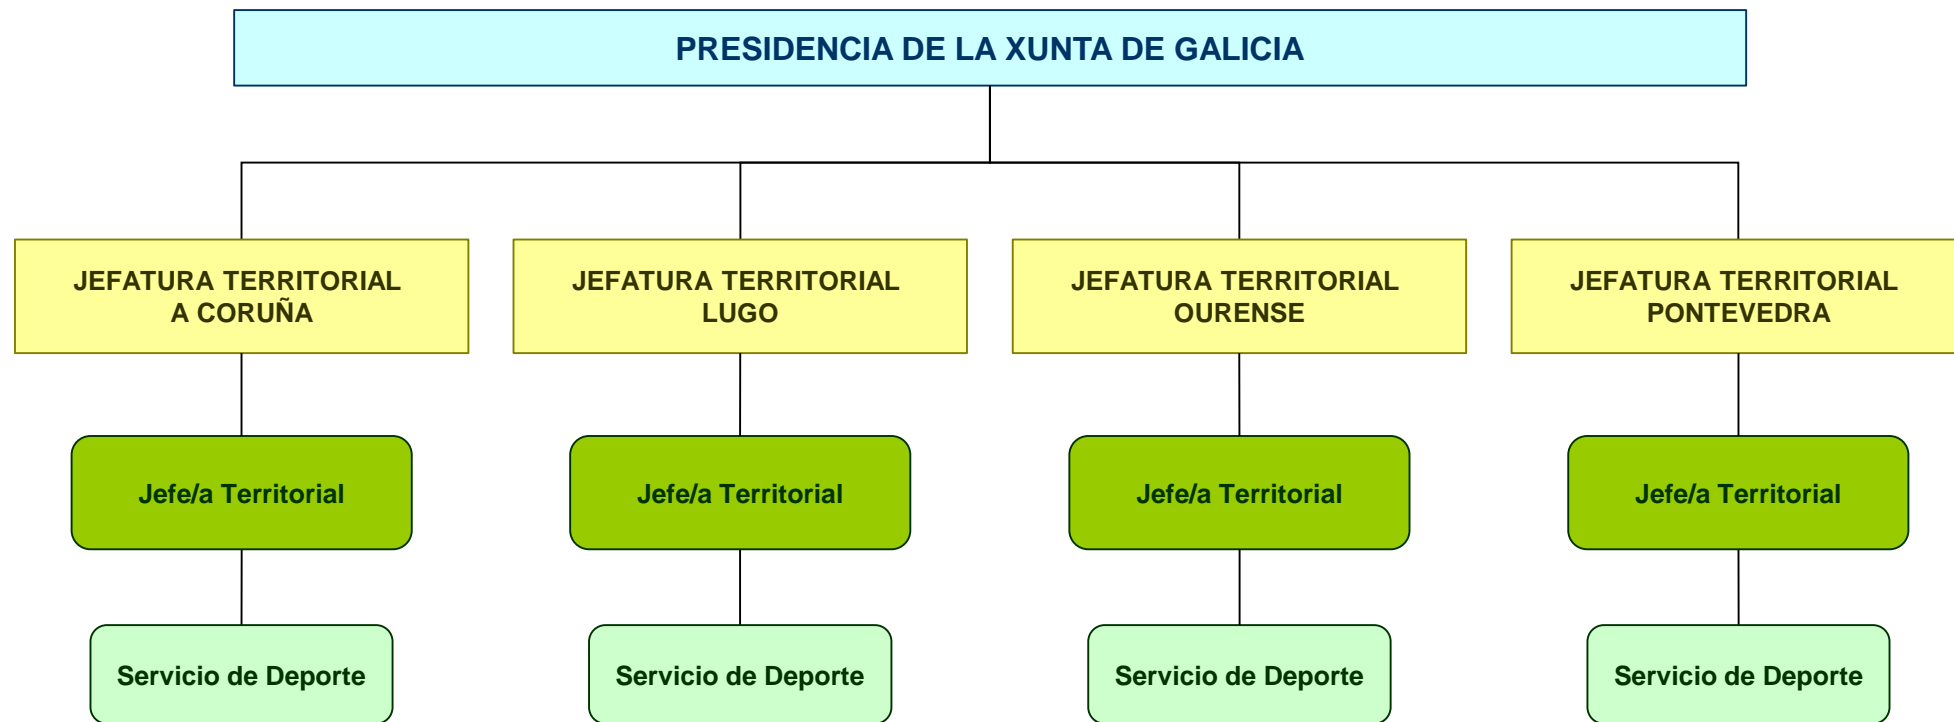 PRESIDENCIA DE LA XUNTA DE GALICIA
JEFATURA TERRITORIAL
A CORUÑA
JEFATURA TERRITORIAL
LUGO
JEFATURA TERRITORIAL
OURENSE
JEFATURA TERRITORIAL
PONTEVEDRA
Jefe/a Territorial
Jefe/a Territorial
Jefe/a Territorial
Jefe/a Territorial
Servicio de Deporte
Servicio de Deporte
Servicio de Deporte
Servicio de Deporte